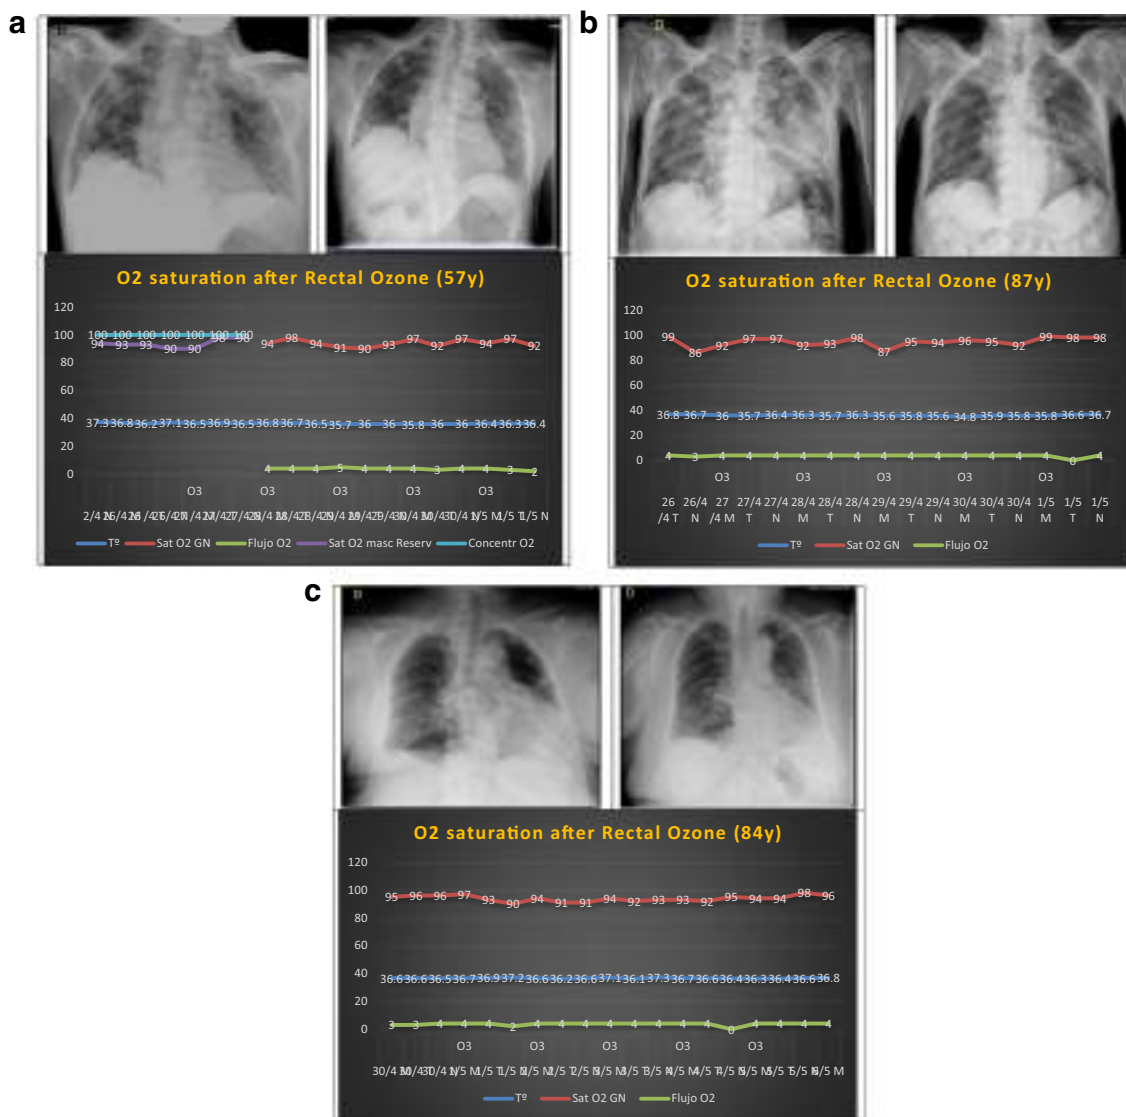 a
O2 saturation after Rectal Ozone (57y)
120
100
80
60
40
20
0
100 100 100 100 100 100 100
94 93 93 90 90 98 98
94 98 94 91 90 93 97 92 97 94 97 92
37.3 36.8 36.2 37.1 36.5 36.9 36.5 36.8 36.7 36.5 35.7 36 36 35.8 36 36 36.4 36.3 36.4
4 4 4 5 4 4 4 3 4 4 3 2
O3 O3 O3 O3 O3
1/5 M 1/5 T 1/5 N
Tº Sat O2 GN Flujo O2 Sat O2 masc Reserv Concentr O2
b
O2 saturation after Rectal Ozone (87y)
120
100
80
60
40
20
0
99 86 92 97 97 92 93 98 87 95 94 96 95 92 99 98 98
36.8 36.7 36 35.7 36.4 36.3 35.7 36.3 35.6 35.8 35.6 34.8 35.9 35.8 35.8 36.6 36.7
4 3 4 4 4 4 4 4 4 4 4 4 4 4 4 0 4
O3 O3 O3 O3
26 26/4 27 27/4 27/4 28/4 28/4 28/4 29/4 29/4 29/4 30/4 30/4 30/4 1/5 1/5 1/5
/4 T N /4 M T N M T N M T N M T N M T N
Tº Sat O2 GN Flujo O2
c
D
O2 saturation after Rectal Ozone (84y)
120
100
80
60
40
20
0
95 96 96 97 93 90 94 91 91 94 92 93 93 92 95 94 94 98 96
36.6 36.6 36.5 36.7 36.9 37.2 36.6 36.2 36.6 37.1 36.1 37.3 36.7 36.6 36.4 36.3 36.4 36.6 36.8
3 3 4 4 4 2 4 4 4 4 4 4 4 4 0 4 4 4 4
O3 O3 O3 O3 O3
Tº Sat O2 GN Flujo O2